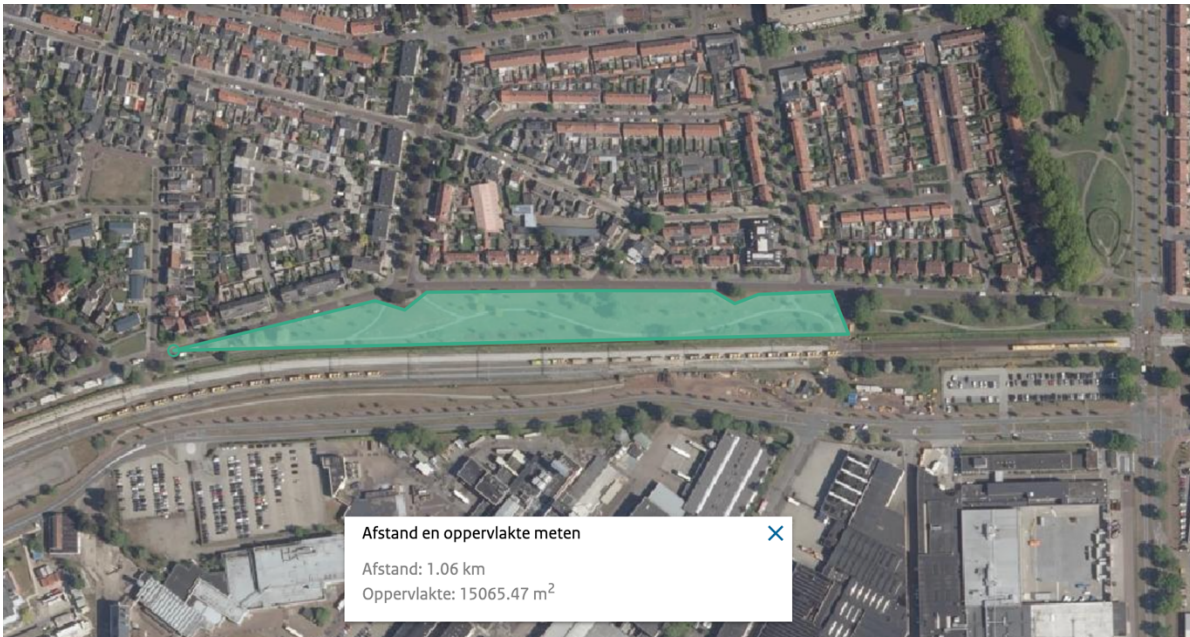 Afstand en oppervlakte meten
Afstand: 1.06 km
Oppervlakte: 15065.47 m²